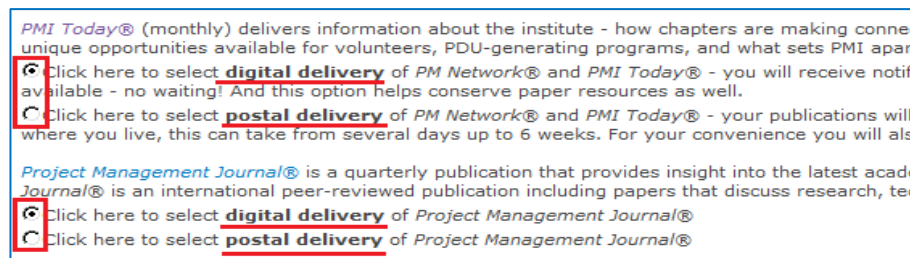 PMI Today® (monthly) delivers information about the institute - how chapters are making conne
unique opportunities available for volunteers, PDU-generating programs, and what sets PMI apar
Click here to select digital delivery of PM Network® and PMI Today® - you will receive notif
available - no waiting! And this option helps conserve paper resources as well.
Click here to select postal delivery of PM Network® and PMI Today® - your publications will
where you live, this can take from several days up to 6 weeks. For your convenience you will als
Project Management Journal® is a quarterly publication that provides insight into the latest acad
Journal® is an international peer-reviewed publication including papers that discuss research, te
Click here to select digital delivery of Project Management Journal®
Click here to select postal delivery of Project Management Journal®